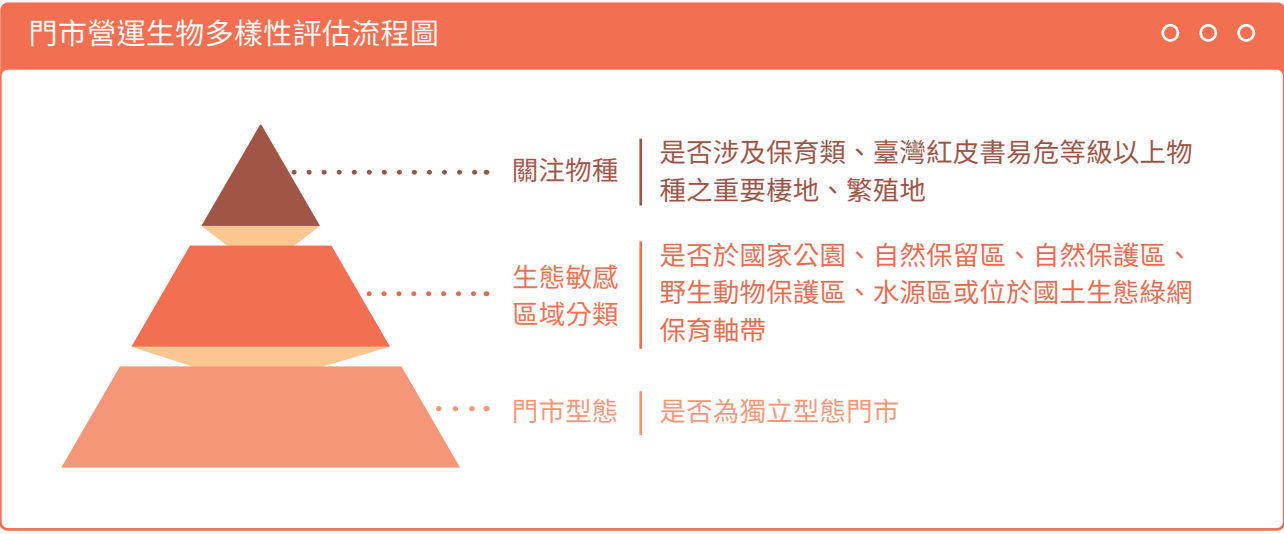 門市營運生物多樣性評估流程圖
關注物種
是否涉及保育類、臺灣紅皮書易危等級以上物
種之重要棲地、繁殖地
生態敏感
區域分類
是否於國家公園、自然保留區、自然保護區、
野生動物保護區、水源區或位於國土生態綠網
保育軸帶
門市型態
是否為獨立型態門市